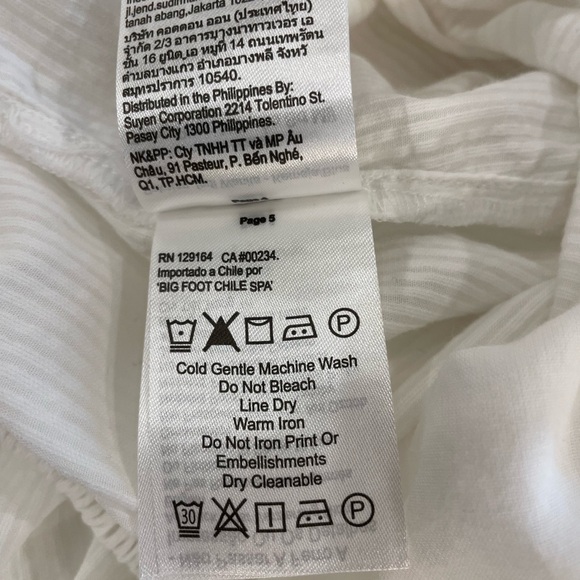 jl.jend.sudirman
tanah abang,Jakarta 10220
บริษัท คอตตอน ออน (ประเทศไทย)
จำกัด 2/3 อาคารบางนาทาวเวอร์ เอ
ชั้น 16 ยูนิต,เอ หมู่ที่ 14 ถนนเทพรัตน
ตำบลบางแก้ว อำเภอบางพลี จังหวั
สมุทรปราการ 10540.
Distributed in the Philippines By:
Suyen Corporation 2214 Tolentino St.
Pasay City 1300 Philippines.
NK&PP: Cty TNHH TT và MP Âu
Châu, 91 Pasteur, P. Bến Nghé,
Q1, TP.HCM.
Page 5
RN 129164 CA#00234.
Importado a Chile por
'BIG FOOT CHILE SPA'
P
Cold Gentle Machine Wash
Do Not Bleach
Line Dry
Warm Iron
Do Not Iron Print Or
Embellishments
Dry Cleanable
30 P
- Não Passar A Ferro A